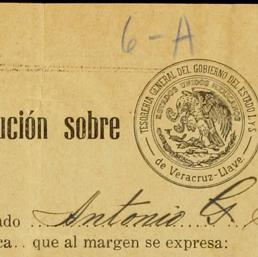 6-A
TESORERIA GENERAL DEL GOBIERNO DEL ESTADO L. y S.
ESTADOS UNIDOS MEXICANOS
de Veracruz-Llave
ución sobre
ado Antonio G.
ca.. que al margen se expresa: